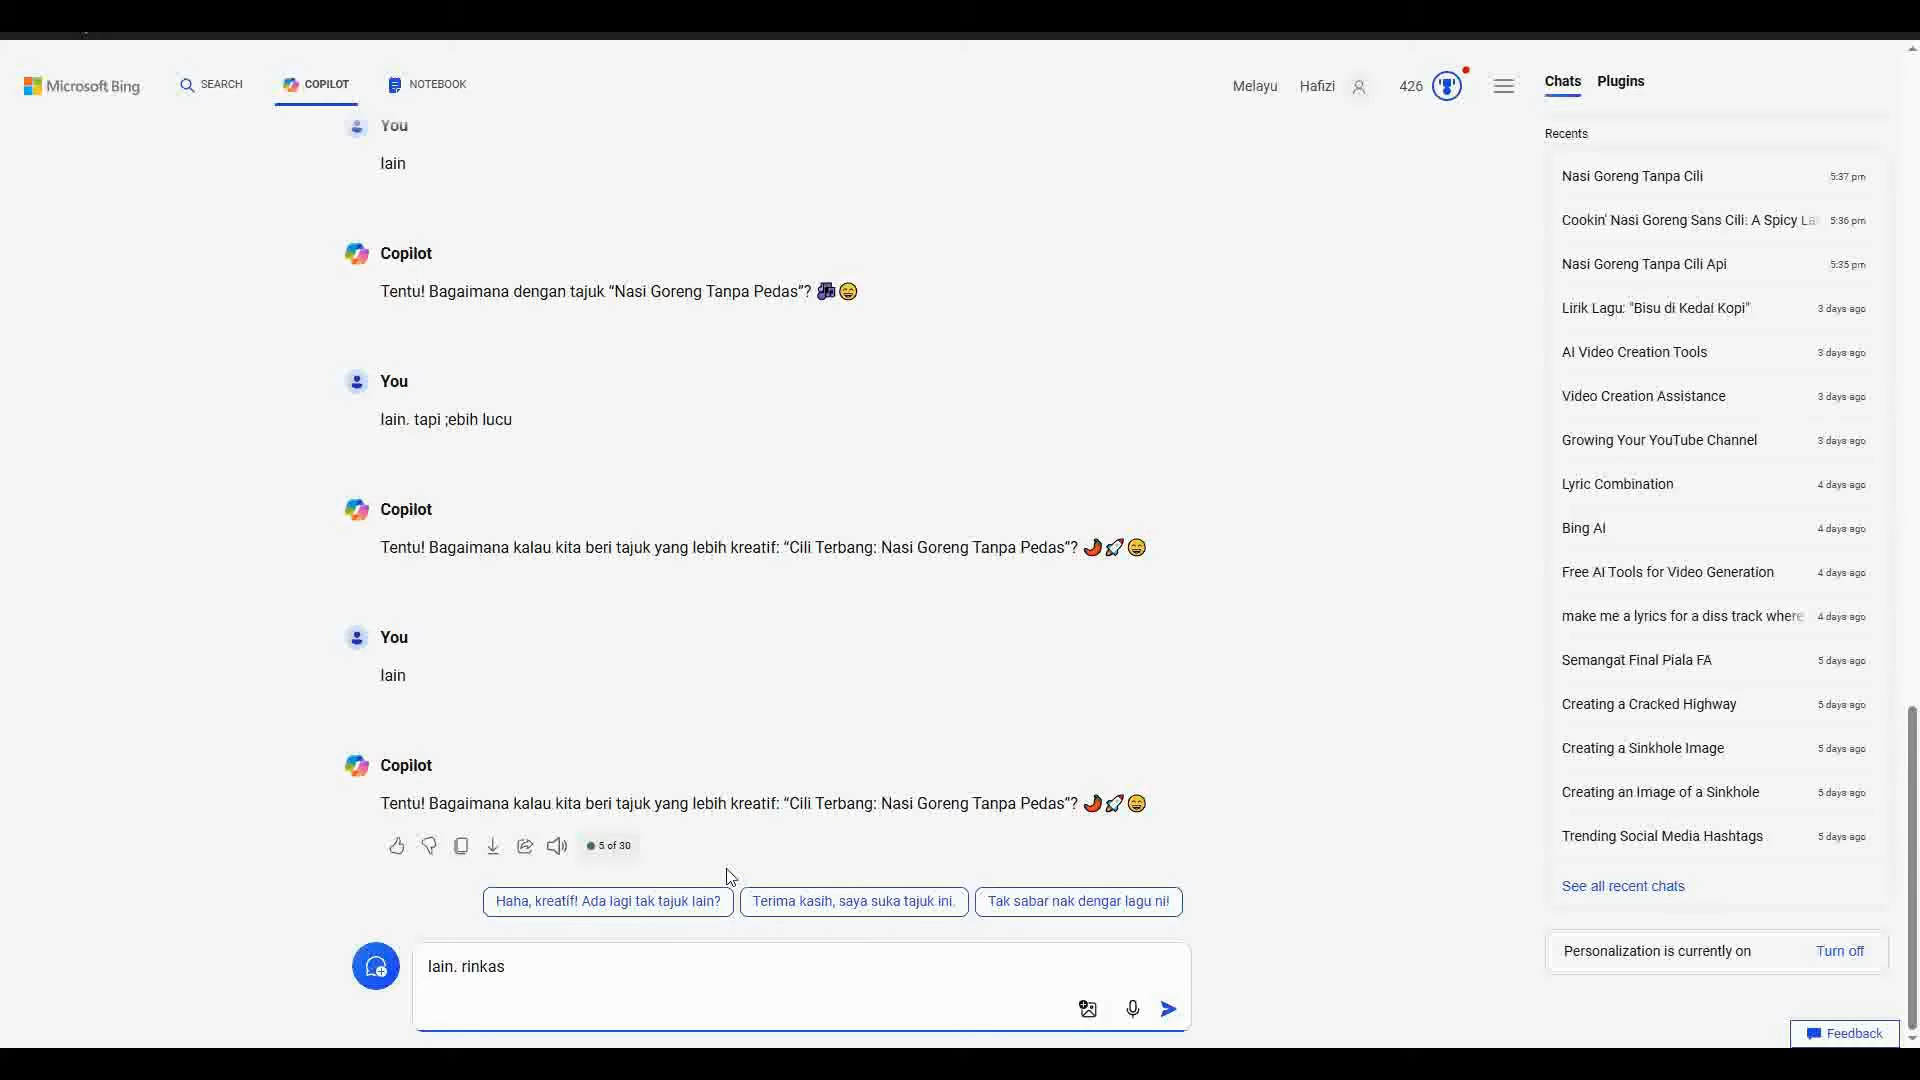 Microsoft Bing
SEARCH
COPILOT
NOTEBOOK
Melayu
Hafizi
426
Chats
Plugins
You
lain
Copilot
Tentu! Bagaimana dengan tajuk “Nasi Goreng Tanpa Pedas”? 🎶😄
You
lain. tapi ;ebih lucu
Copilot
Tentu! Bagaimana kalau kita beri tajuk yang lebih kreatif: “Cili Terbang: Nasi Goreng Tanpa Pedas”? 🌶️🚀😄
You
lain
Copilot
Tentu! Bagaimana kalau kita beri tajuk yang lebih kreatif: “Cili Terbang: Nasi Goreng Tanpa Pedas”? 🌶️🚀😄
5 of 30
Haha, kreatif! Ada lagi tak tajuk lain?
Terima kasih, saya suka tajuk ini.
Tak sabar nak dengar lagu ni!
lain. rinkas
Recents
Nasi Goreng Tanpa Cili 5:37 pm
Cookin' Nasi Goreng Sans Cili: A Spicy La 5:36 pm
Nasi Goreng Tanpa Cili Api 5:35 pm
Lirik Lagu: "Bisu di Kedai Kopi" 3 days ago
AI Video Creation Tools 3 days ago
Video Creation Assistance 3 days ago
Growing Your YouTube Channel 3 days ago
Lyric Combination 4 days ago
Bing AI 4 days ago
Free AI Tools for Video Generation 4 days ago
make me a lyrics for a diss track where 4 days ago
Semangat Final Piala FA 5 days ago
Creating a Cracked Highway 5 days ago
Creating a Sinkhole Image 5 days ago
Creating an Image of a Sinkhole 5 days ago
Trending Social Media Hashtags 5 days ago
See all recent chats
Personalization is currently on Turn off
Feedback